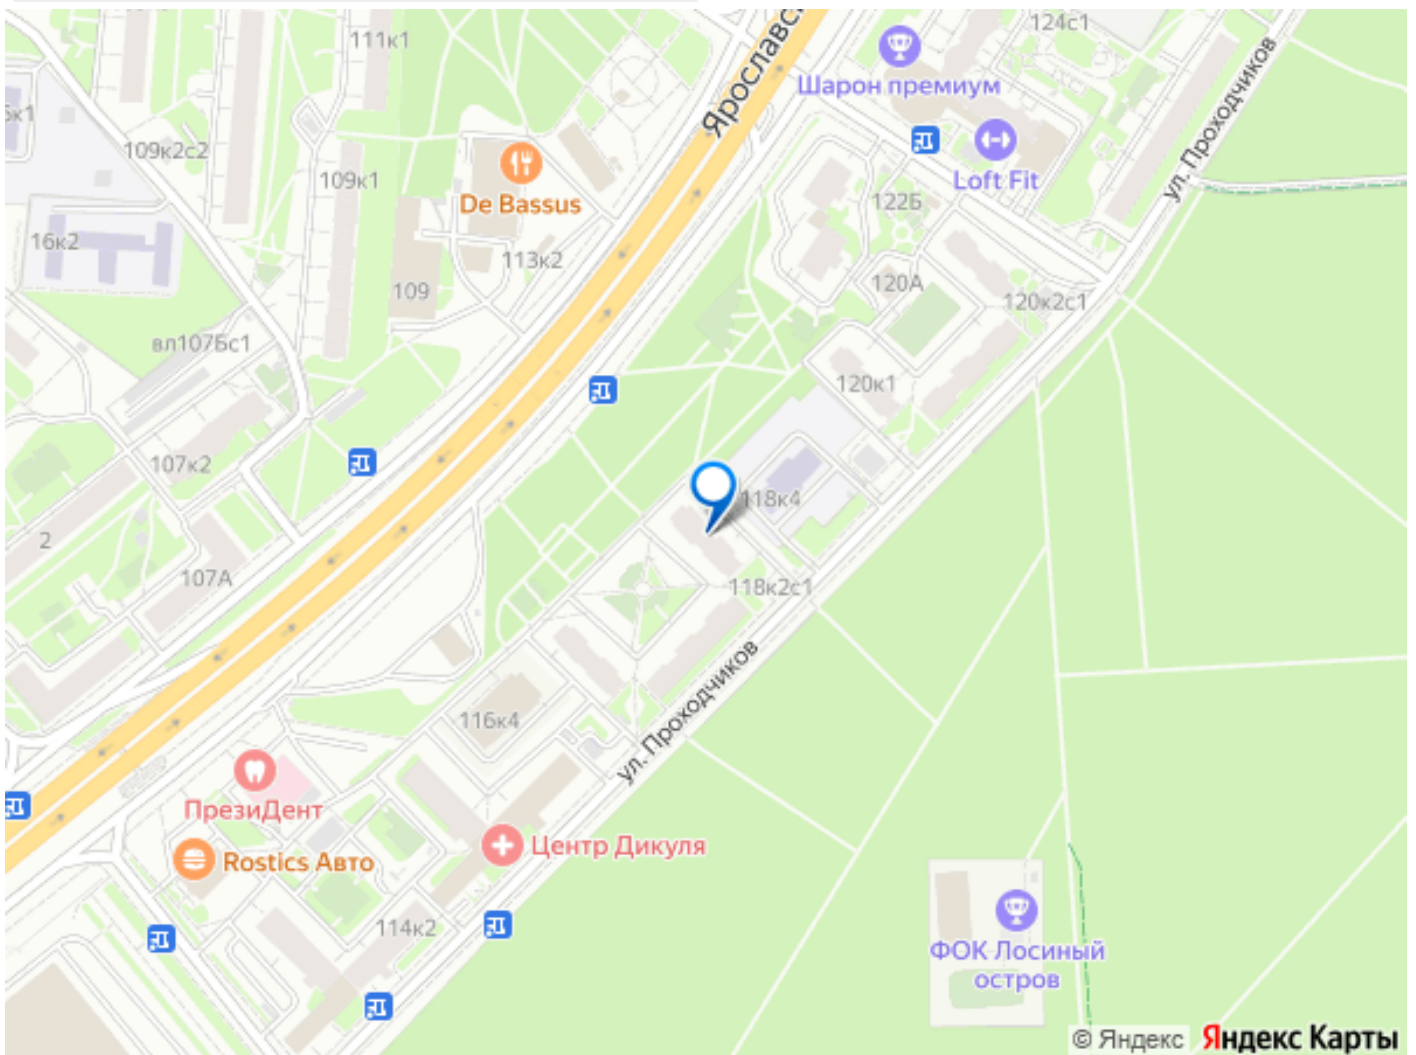 111к1
Ярославс
124с1
Шарон премиум
ул. Проходчиков
109к2с2
109к1
De Bassus
Loft Fit
122Б
16к2
113к2
109
120А
120к2с1
вл107Бс1
120к1
107к2
118к4
2
107А
118к2с1
116к4
ул. Проходчиков
ПрезиДент
Rostics Авто
Центр Дикуля
114к2
ФОК Лосиный
остров
© Яндекс Яндекс Карты